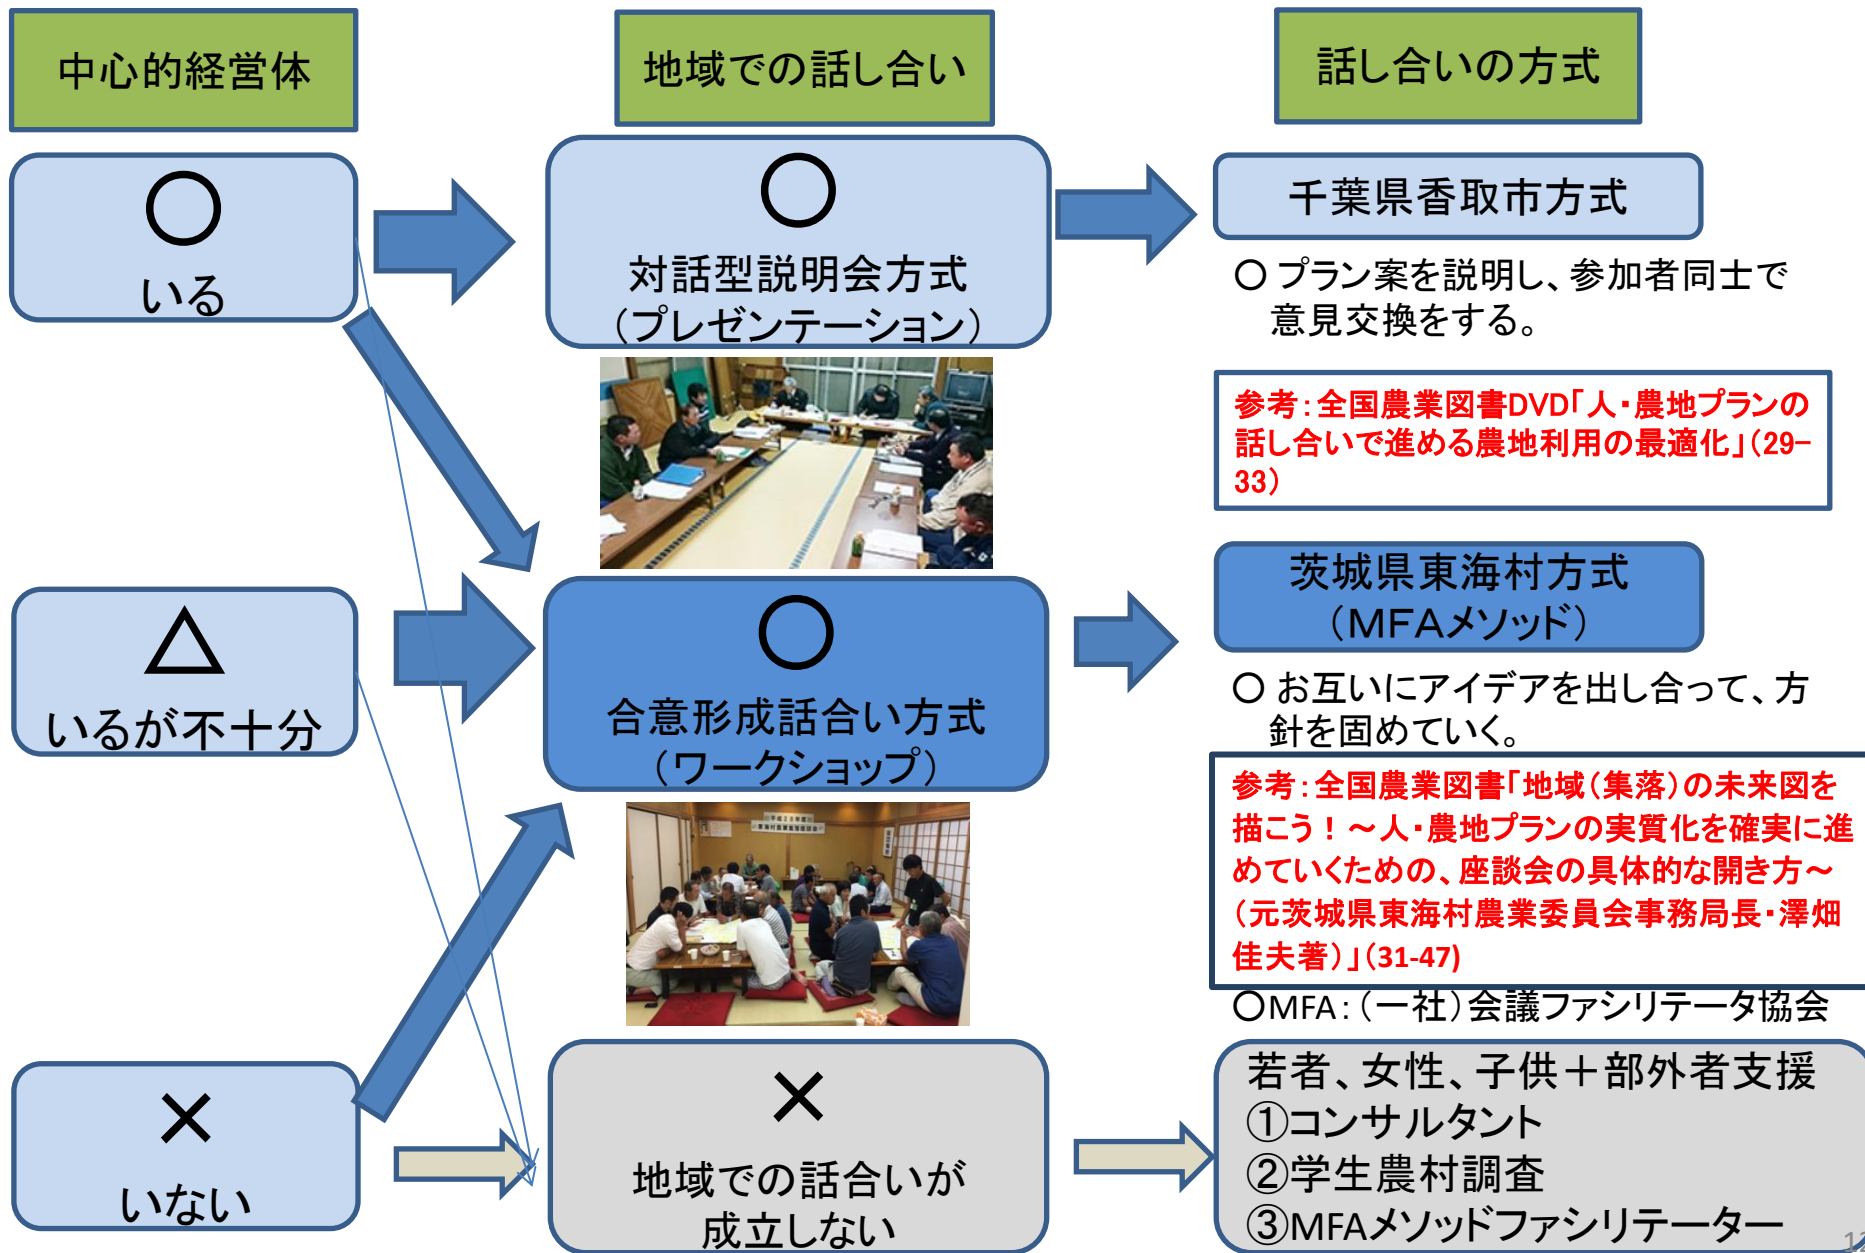 中心的経営体
地域での話し合い
話し合いの方式
○
いる
○
対話型説明会方式
(プレゼンテーション)
千葉県香取市方式
○ プラン案を説明し、参加者同士で
意見交換をする。
参考:全国農業図書DVD「人・農地プランの
話し合いで進める農地利用の最適化」(29-
33)
△
いるが不十分
○
合意形成話合い方式
(ワークショップ)
茨城県東海村方式
(MFAメソッド)
○ お互いにアイデアを出し合って、方
針を固めていく。
参考:全国農業図書「地域(集落)の未来図を
描こう!~人・農地プランの実質化を確実に進
めていくための、座談会の具体的な開き方~
(元茨城県東海村農業委員会事務局長・澤畑
佳夫著)」(31-47)
○MFA:(一社)会議ファシリテータ協会
×
いない
×
地域での話合いが
成立しない
若者、女性、子供+部外者支援
①コンサルタント
②学生農村調査
③MFAメソッドファシリテーター